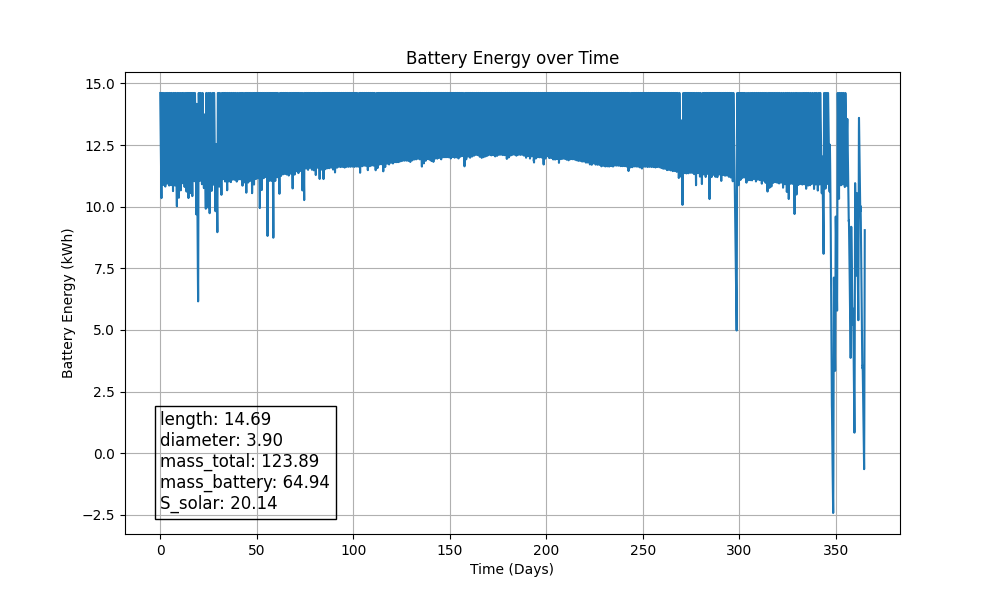 Battery Energy over Time
Battery Energy (kWh)
15.0
12.5
10.0
7.5
5.0
2.5
0.0
−2.5
length: 14.69
diameter: 3.90
mass_total: 123.89
mass_battery: 64.94
S_solar: 20.14
0 50 100 150 200 250 300 350
Time (Days)